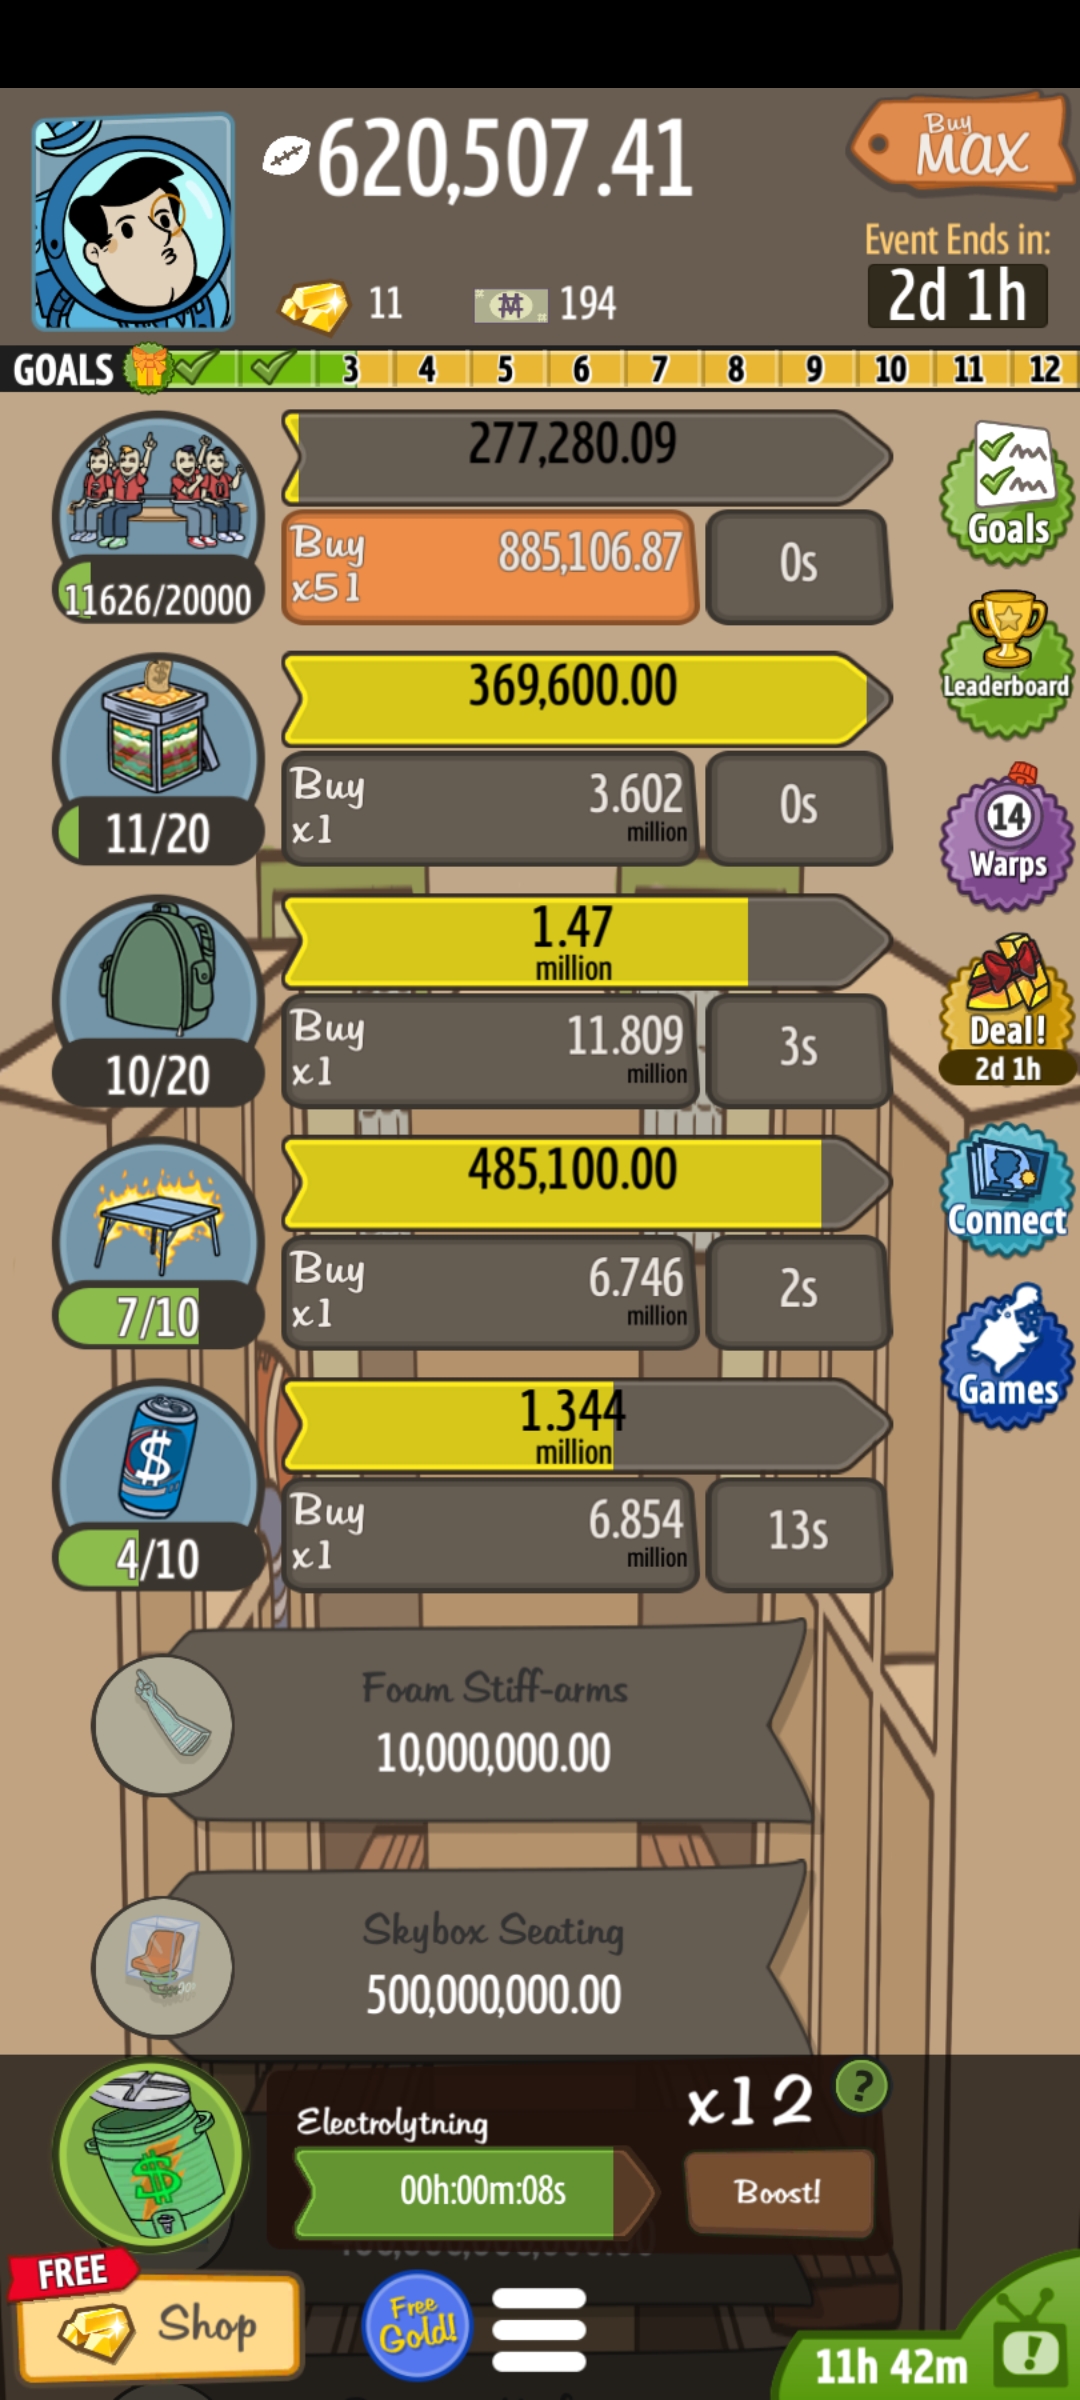 620,507.41
Buy
MAX
Event Ends in:
2d 1h
11
194
GOALS 3 4 5 6 7 8 9 10 11 12
277,280.09
Buy
x51
885,106.87
0s
11626/20000
Goals
369,600.00
Buy
x1
3.602
million
0s
11/20
Leaderboard
14
Warps
1.47
million
Buy
x1
11.809
million
3s
10/20
Deal!
2d 1h
485,100.00
Buy
x1
6.746
million
2s
7/10
Connect
1.344
million
Buy
x1
6.854
million
13s
$
4/10
Games
Foam Stiff-arms
10,000,000.00
Skybox Seating
500,000,000.00
$
Electrolytning
00h:00m:08s
x12
?
Boost!
FREE
Shop
Free
Gold!
11h 42m
!